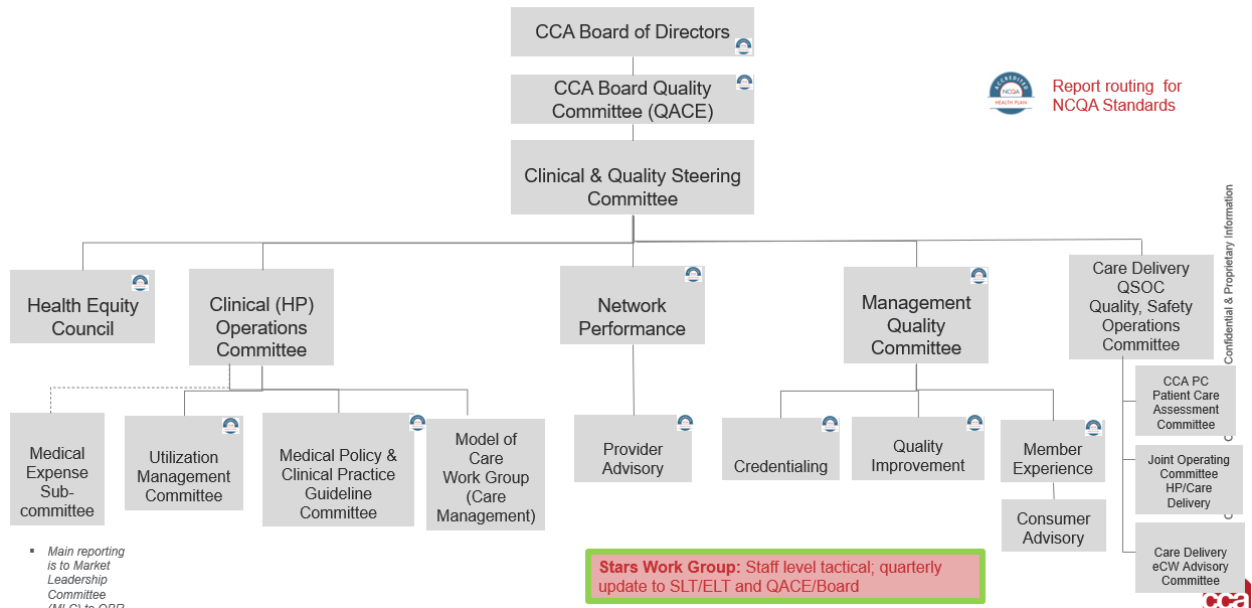 CCA Board of Directors
CCA Board Quality
Committee (QACE)
Clinical & Quality Steering
Committee
ACCREDITED
NCQA
HEALTH PLAN
Report routing for
NCQA Standards
Health Equity
Council
Clinical (HP)
Operations
Committee
Network
Performance
Management
Quality
Committee
Care Delivery
QSOC
Quality, Safety
Operations
Committee
Medical
Expense
Sub-
committee
Utilization
Management
Committee
Medical Policy &
Clinical Practice
Guideline
Committee
Model of
Care
Work Group
(Care
Management)
Provider
Advisory
Credentialing
Quality
Improvement
Member
Experience
Consumer
Advisory
CCA PC
Patient Care
Assessment
Committee
Joint Operating
Committee
HP/Care
Delivery
Care Delivery
eCW Advisory
Committee
Confidential & Proprietary Information
▪ Main reporting
is to Market
Leadership
Committee
(MLC) to
Stars Work Group: Staff level tactical; quarterly
update to SLT/ELT and QACE/Board
cca